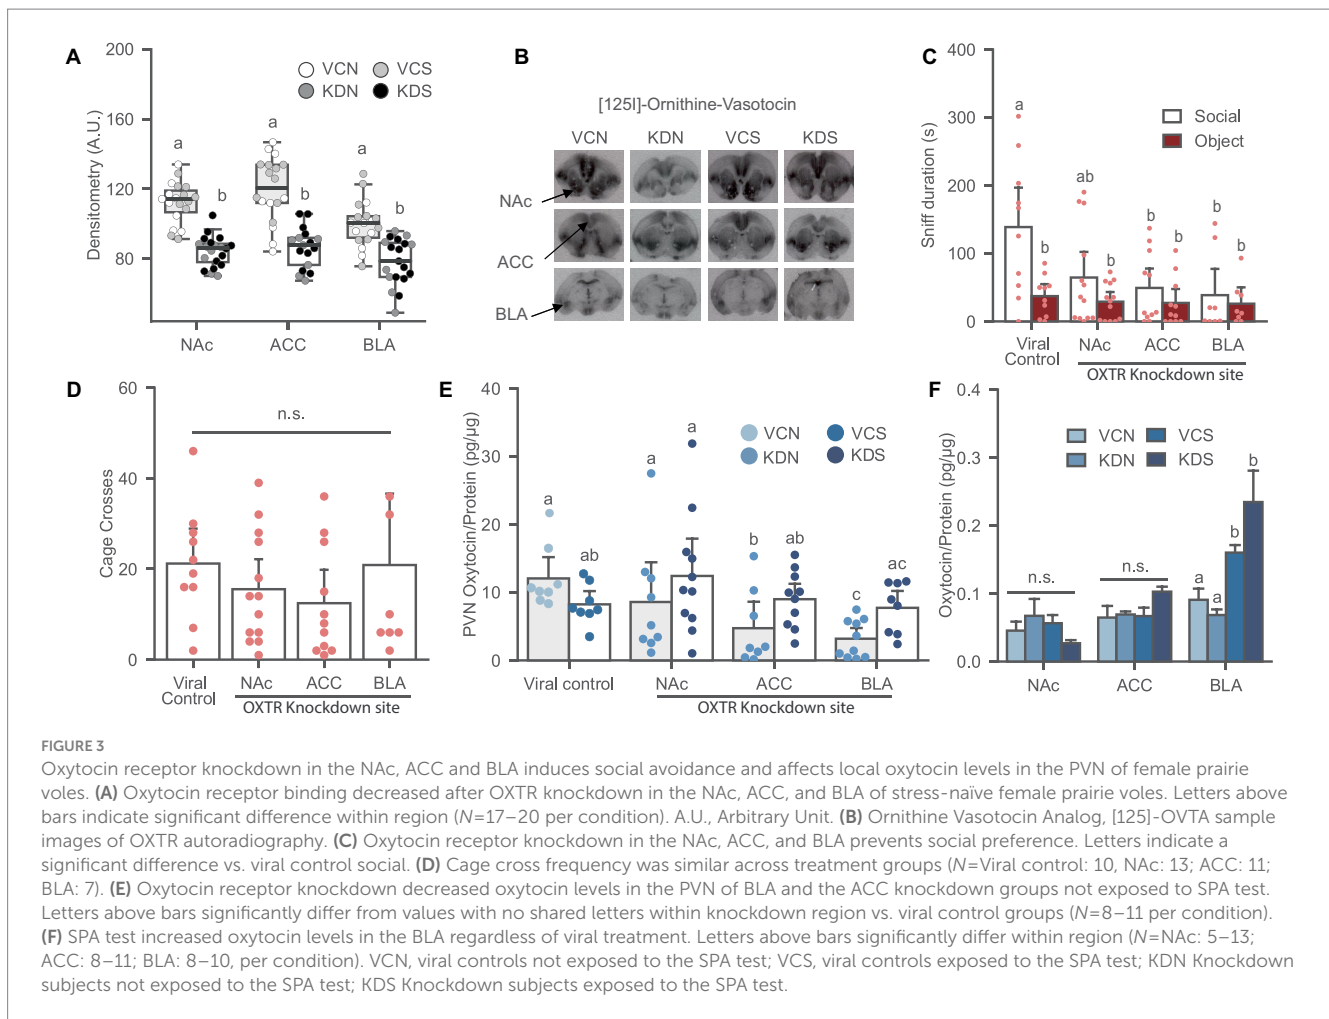 A
200
160
120
80
Densitometry (A.U.)
VCN
VCS
KDN
KDS
a
b
a
b
a
b
NAc
ACC
BLA
B
[125I]-Ornithine-Vasotocin
VCN
KDN
VCS
KDS
NAc
ACC
BLA
C
400
300
200
100
0
Sniff duration (s)
Social
Object
a
b
ab
b
b
b
b
b
Viral
Control
NAc
ACC
BLA
OXTR Knockdown site
D
60
40
20
0
Cage Crosses
n.s.
Viral
Control
NAc
ACC
BLA
OXTR Knockdown site
E
40
30
20
10
0
PVN Oxytocin/Protein (pg/µg)
VCN
VCS
KDN
KDS
a
ab
a
a
b
ab
c
ac
Viral control
NAc
ACC
BLA
OXTR Knockdown site
F
0.4
0.3
0.2
0.1
0.0
Oxytocin/Protein (pg/µg)
VCN
VCS
KDN
KDS
n.s.
n.s.
a
a
b
b
NAc
ACC
BLA
FIGURE 3
Oxytocin receptor knockdown in the NAc, ACC and BLA induces social avoidance and affects local oxytocin levels in the PVN of female prairie
voles. (A) Oxytocin receptor binding decreased after OXTR knockdown in the NAc, ACC, and BLA of stress-naïve female prairie voles. Letters above
bars indicate significant difference within region (N=17–20 per condition). A.U., Arbitrary Unit. (B) Ornithine Vasotocin Analog, [125]-OVTA sample
images of OXTR autoradiography. (C) Oxytocin receptor knockdown in the NAc, ACC, and BLA prevents social preference. Letters indicate a
significant difference vs. viral control social. (D) Cage cross frequency was similar across treatment groups (N=Viral control: 10, NAc: 13; ACC: 11;
BLA: 7). (E) Oxytocin receptor knockdown decreased oxytocin levels in the PVN of BLA and the ACC knockdown groups not exposed to SPA test.
Letters above bars significantly differ from values with no shared letters within knockdown region vs. viral control groups (N=8–11 per condition).
(F) SPA test increased oxytocin levels in the BLA regardless of viral treatment. Letters above bars significantly differ within region (N=NAc: 5–13;
ACC: 8–11; BLA: 8–10, per condition). VCN, viral controls not exposed to the SPA test; VCS, viral controls exposed to the SPA test; KDN Knockdown
subjects not exposed to the SPA test; KDS Knockdown subjects exposed to the SPA test.